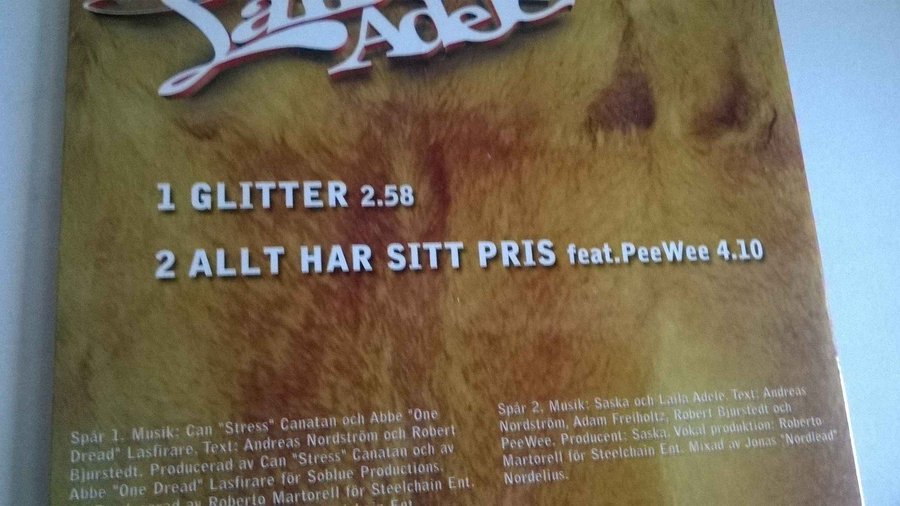 Laila
Adele
1 GLITTER 2.58
2 ALLT HAR SITT PRIS feat.PeeWee 4.10
Spår 1. Musik: Can "Stress" Canatan och Abbe "One
Dread" Lasfirare. Text: Andreas Nordström och Robert
Bjurstedt. Producerad av Can "Stress" Canatan och av
Abbe "One Dread" Lasfirare för Soblue Productions.
av Roberto Martorell för Steelchain Ent.
Ent.
Spår 2. Musik: Saska och Laila Adele. Text: Andreas
Nordström, Adam Freiholtz, Robert Bjurstedt och
PeeWee. Producent: Saska. Vokal produktion: Roberto
Martorell för Steelchain Ent. Mixad av Jonas "Nordlead"
Nordelius.